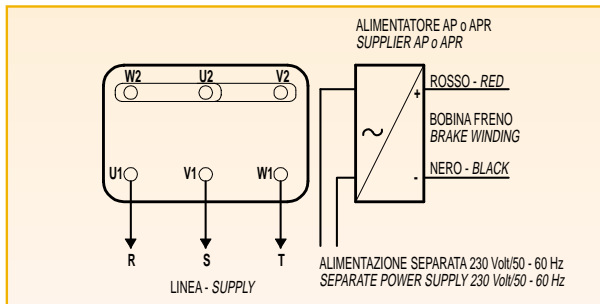 ALIMENTATORE AP o APR
SUPPLIER AP o APR
W2 U2 V2
+ ROSSO - RED
BOBINA FRENO
BRAKE WINDING
~
U1 V1 W1
- NERO - BLACK
R S T
ALIMENTAZIONE SEPARATA 230 Volt/50 - 60 Hz
SEPARATE POWER SUPPLY 230 Volt/50 - 60 Hz
LINEA - SUPPLY